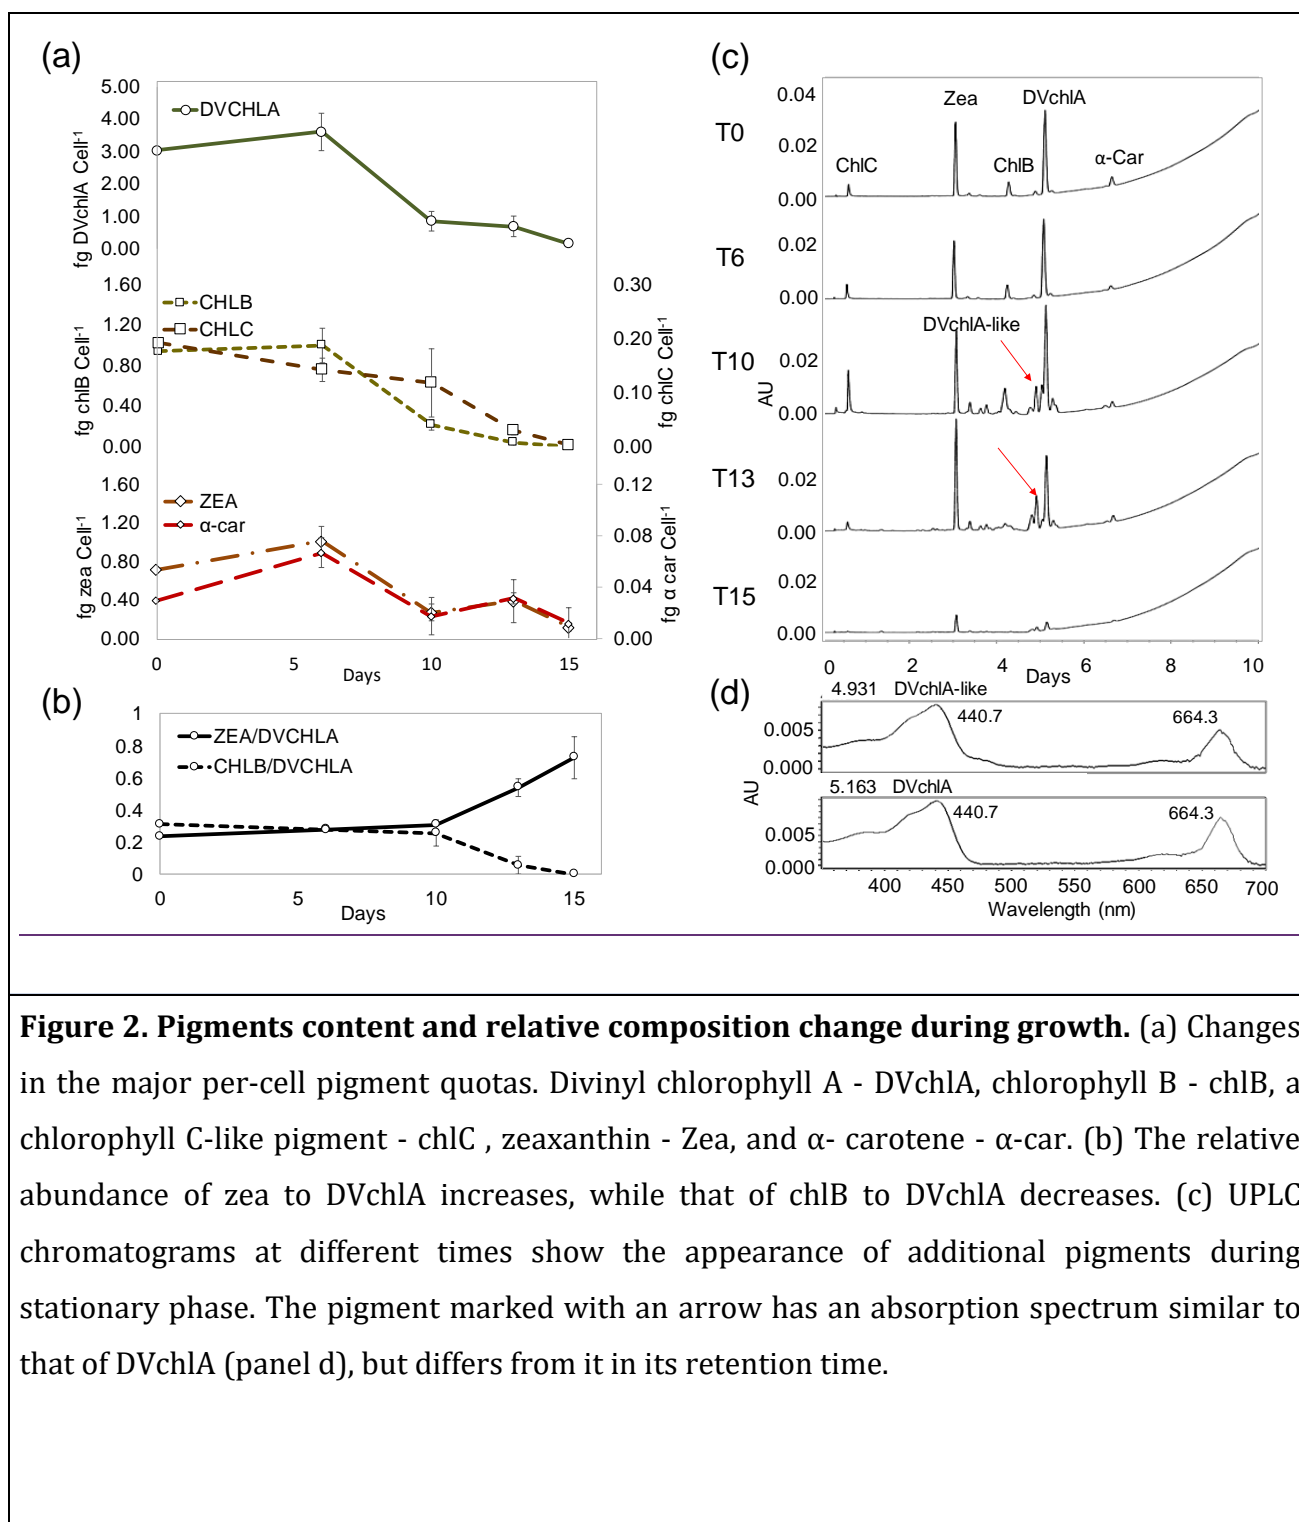 (a)
5.00
4.00
3.00
1.00
0.00
fg DVchlA Cell-1
DVCHLA
1.60
1.20
0.80
0.40
0.00
fg chlB Cell-1
CHLB
CHLC
0.30
0.20
0.10
0.00
fg chlC Cell-1
1.60
1.20
0.80
0.40
0.00
fg zea Cell-1
ZEA
α-car
0.12
0.08
0.04
0.00
fg α car Cell-1
0 5 10 15
Days
(b)
1
0.8
0.6
0.4
0.2
0
ZEA/DVCHLA
CHLB/DVCHLA
0 5 10 15
Days
(c)
T0
0.04
0.02
0.00
ChlC
Zea
ChlB
DVchlA
α-Car
T6
0.02
0.00
T10
0.02
0.00
DVchlA-like
AU
T13
0.02
0.00
T15
0.02
0.00
0 2 4 6 8 10
Days
(d)
4.931 DVchlA-like
440.7
664.3
0.005
0.000
AU
5.163 DVchlA
440.7
664.3
0.005
0.000
400 450 500 550 600 650 700
Wavelength (nm)
Figure 2. Pigments content and relative composition change during growth. (a) Changes
in the major per-cell pigment quotas. Divinyl chlorophyll A - DVchlA, chlorophyll B - chlB, a
chlorophyll C-like pigment - chlC , zeaxanthin - Zea, and α- carotene - α-car. (b) The relative
abundance of zea to DVchlA increases, while that of chlB to DVchlA decreases. (c) UPLC
chromatograms at different times show the appearance of additional pigments during
stationary phase. The pigment marked with an arrow has an absorption spectrum similar to
that of DVchlA (panel d), but differs from it in its retention time.